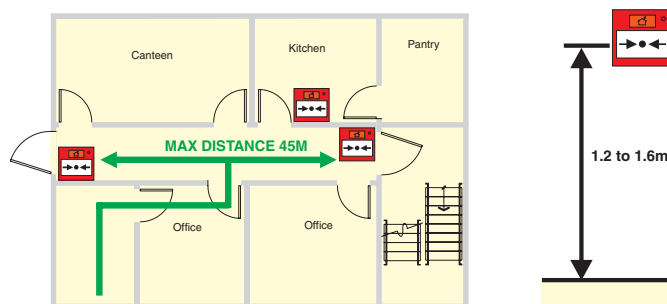 Canteen
Kitchen
Pantry
MAX DISTANCE 45M
Office
Office
1.2 to 1.6m